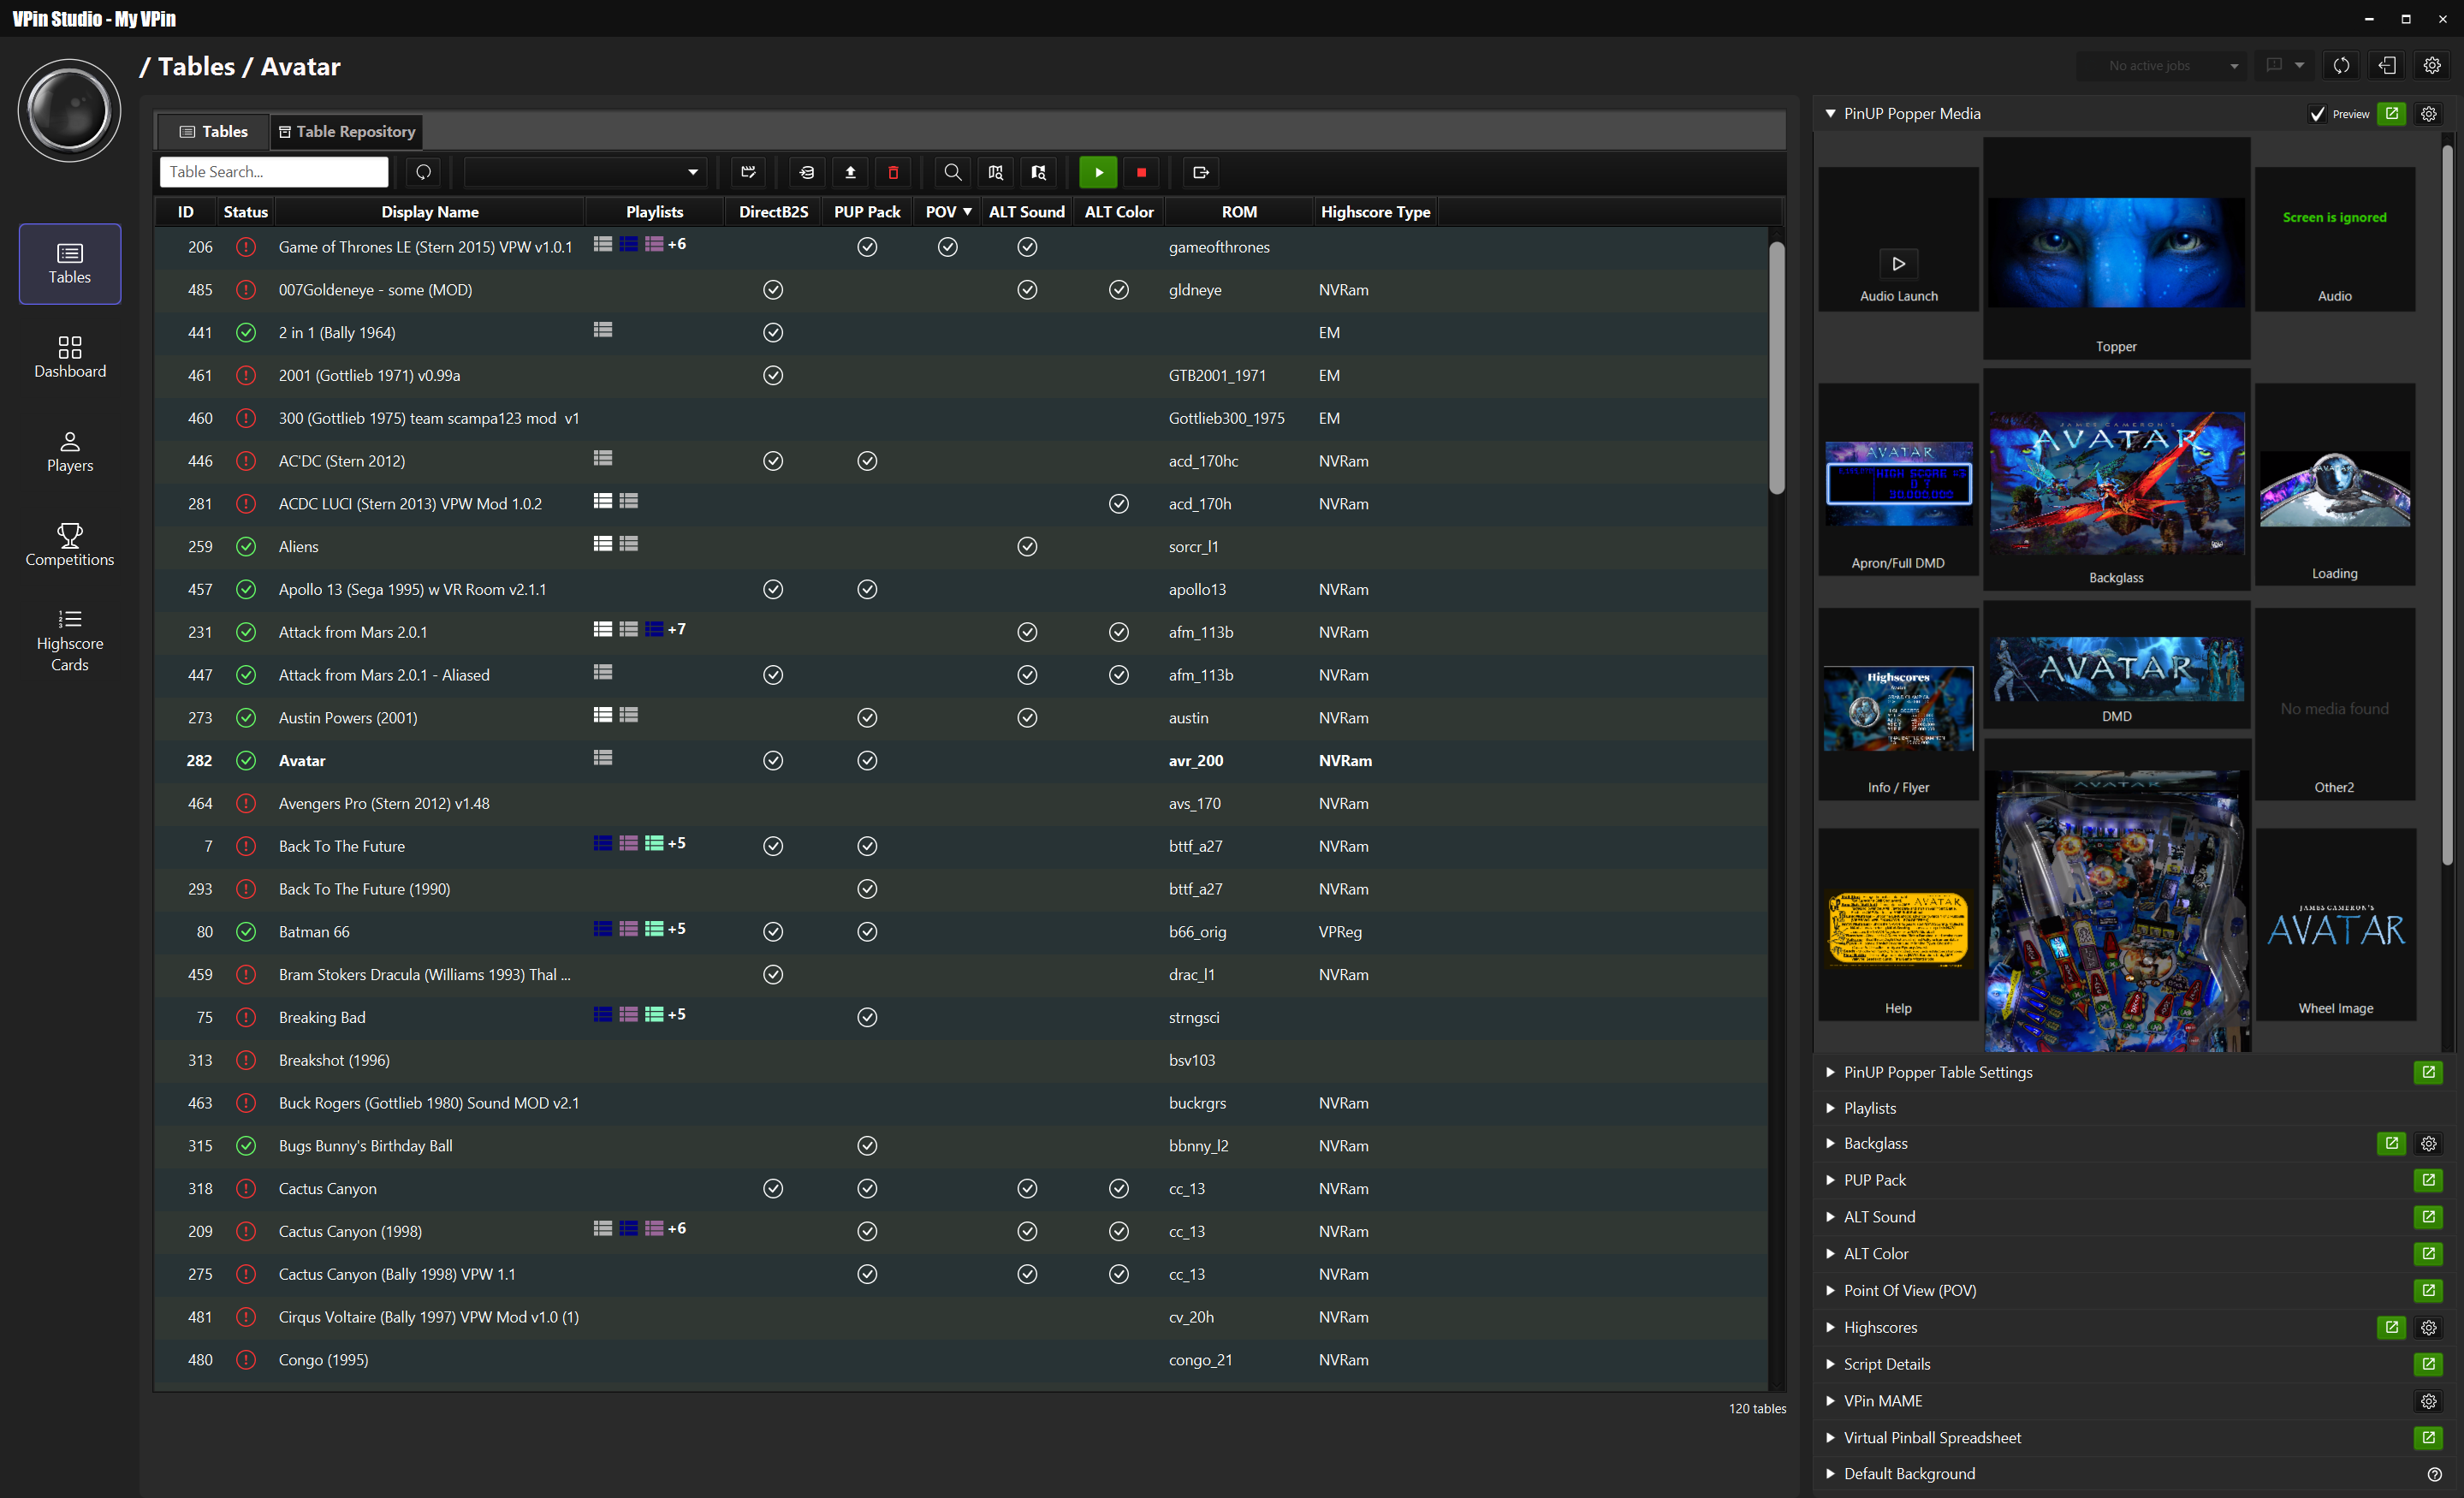 VPin Studio - My VPin
/ Tables / Avatar
No active jobs
Tables
Dashboard
Players
Competitions
Highscore
Cards
Tables
Table Repository
Table Search...
ID Status Display Name Playlists DirectB2S PUP Pack POV ALT Sound ALT Color ROM Highscore Type
206 Game of Thrones LE (Stern 2015) VPW v1.0.1 +6 gameofthrones
485 007Goldeneye - some (MOD) gldneye NVRam
441 2 in 1 (Bally 1964) EM
461 2001 (Gottlieb 1971) v0.99a GTB2001_1971 EM
460 300 (Gottlieb 1975) team scampa123 mod v1 Gottlieb300_1975 EM
446 AC'DC (Stern 2012) acd_170hc NVRam
281 ACDC LUCI (Stern 2013) VPW Mod 1.0.2 acd_170h NVRam
259 Aliens sorcr_l1
457 Apollo 13 (Sega 1995) w VR Room v2.1.1 apollo13 NVRam
231 Attack from Mars 2.0.1 +7 afm_113b NVRam
447 Attack from Mars 2.0.1 - Aliased afm_113b NVRam
273 Austin Powers (2001) austin NVRam
282 Avatar avr_200 NVRam
464 Avengers Pro (Stern 2012) v1.48 avs_170 NVRam
7 Back To The Future +5 bttf_a27 NVRam
293 Back To The Future (1990) bttf_a27 NVRam
80 Batman 66 +5 b66_orig VPReg
459 Bram Stokers Dracula (Williams 1993) Thal ... drac_l1 NVRam
75 Breaking Bad +5 strngsci
313 Breakshot (1996) bsv103
463 Buck Rogers (Gottlieb 1980) Sound MOD v2.1 buckrgrs NVRam
315 Bugs Bunny's Birthday Ball bbnny_l2 NVRam
318 Cactus Canyon cc_13 NVRam
209 Cactus Canyon (1998) +6 cc_13 NVRam
275 Cactus Canyon (Bally 1998) VPW 1.1 cc_13 NVRam
481 Cirqus Voltaire (Bally 1997) VPW Mod v1.0 (1) cv_20h NVRam
480 Congo (1995) congo_21 NVRam
120 tables
PinUP Popper Media
Preview
Audio Launch
Topper
Screen is ignored
Audio
AVATAR
HIGH SCORE #3
Apron/Full DMD
JAMES CAMERON'S
AVATAR
Backglass
AVATAR
Loading
Highscores
Avatar
Info / Flyer
AVATAR
DMD
No media found
Other2
AVATAR
Help
AVATAR
JAMES CAMERON'S
AVATAR
Wheel Image
PinUP Popper Table Settings
Playlists
Backglass
PUP Pack
ALT Sound
ALT Color
Point Of View (POV)
Highscores
Script Details
VPin MAME
Virtual Pinball Spreadsheet
Default Background